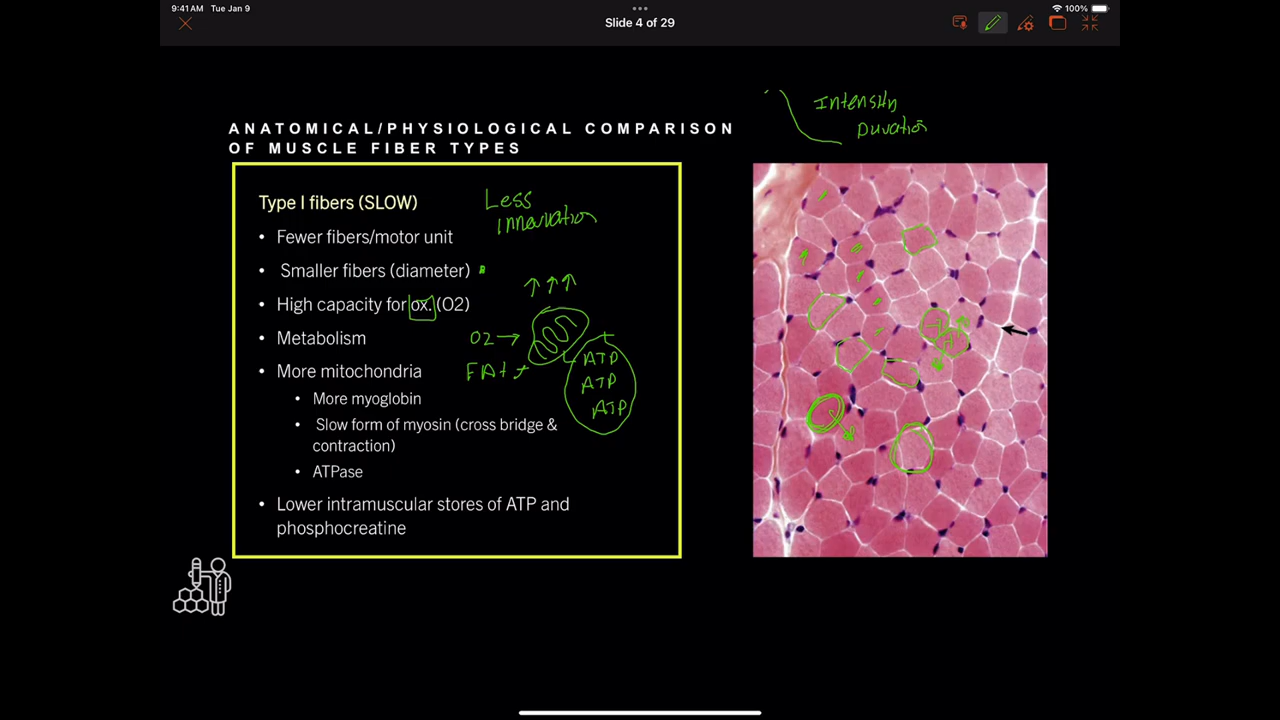 9:41 AM Tue Jan 9
100%
Slide 4 of 29
Intensity
Duration
ANATOMICAL/PHYSIOLOGICAL COMPARISON
OF MUSCLE FIBER TYPES
Type I fibers (SLOW)
Less
innervation
• Fewer fibers/motor unit
• Smaller fibers (diameter)
• High capacity for ox. (O2)
• Metabolism
O2 →
• More mitochondria
FAt
ATP
ATP
ATP
• More myoglobin
• Slow form of myosin (cross bridge &
contraction)
• ATPase
• Lower intramuscular stores of ATP and
phosphocreatine